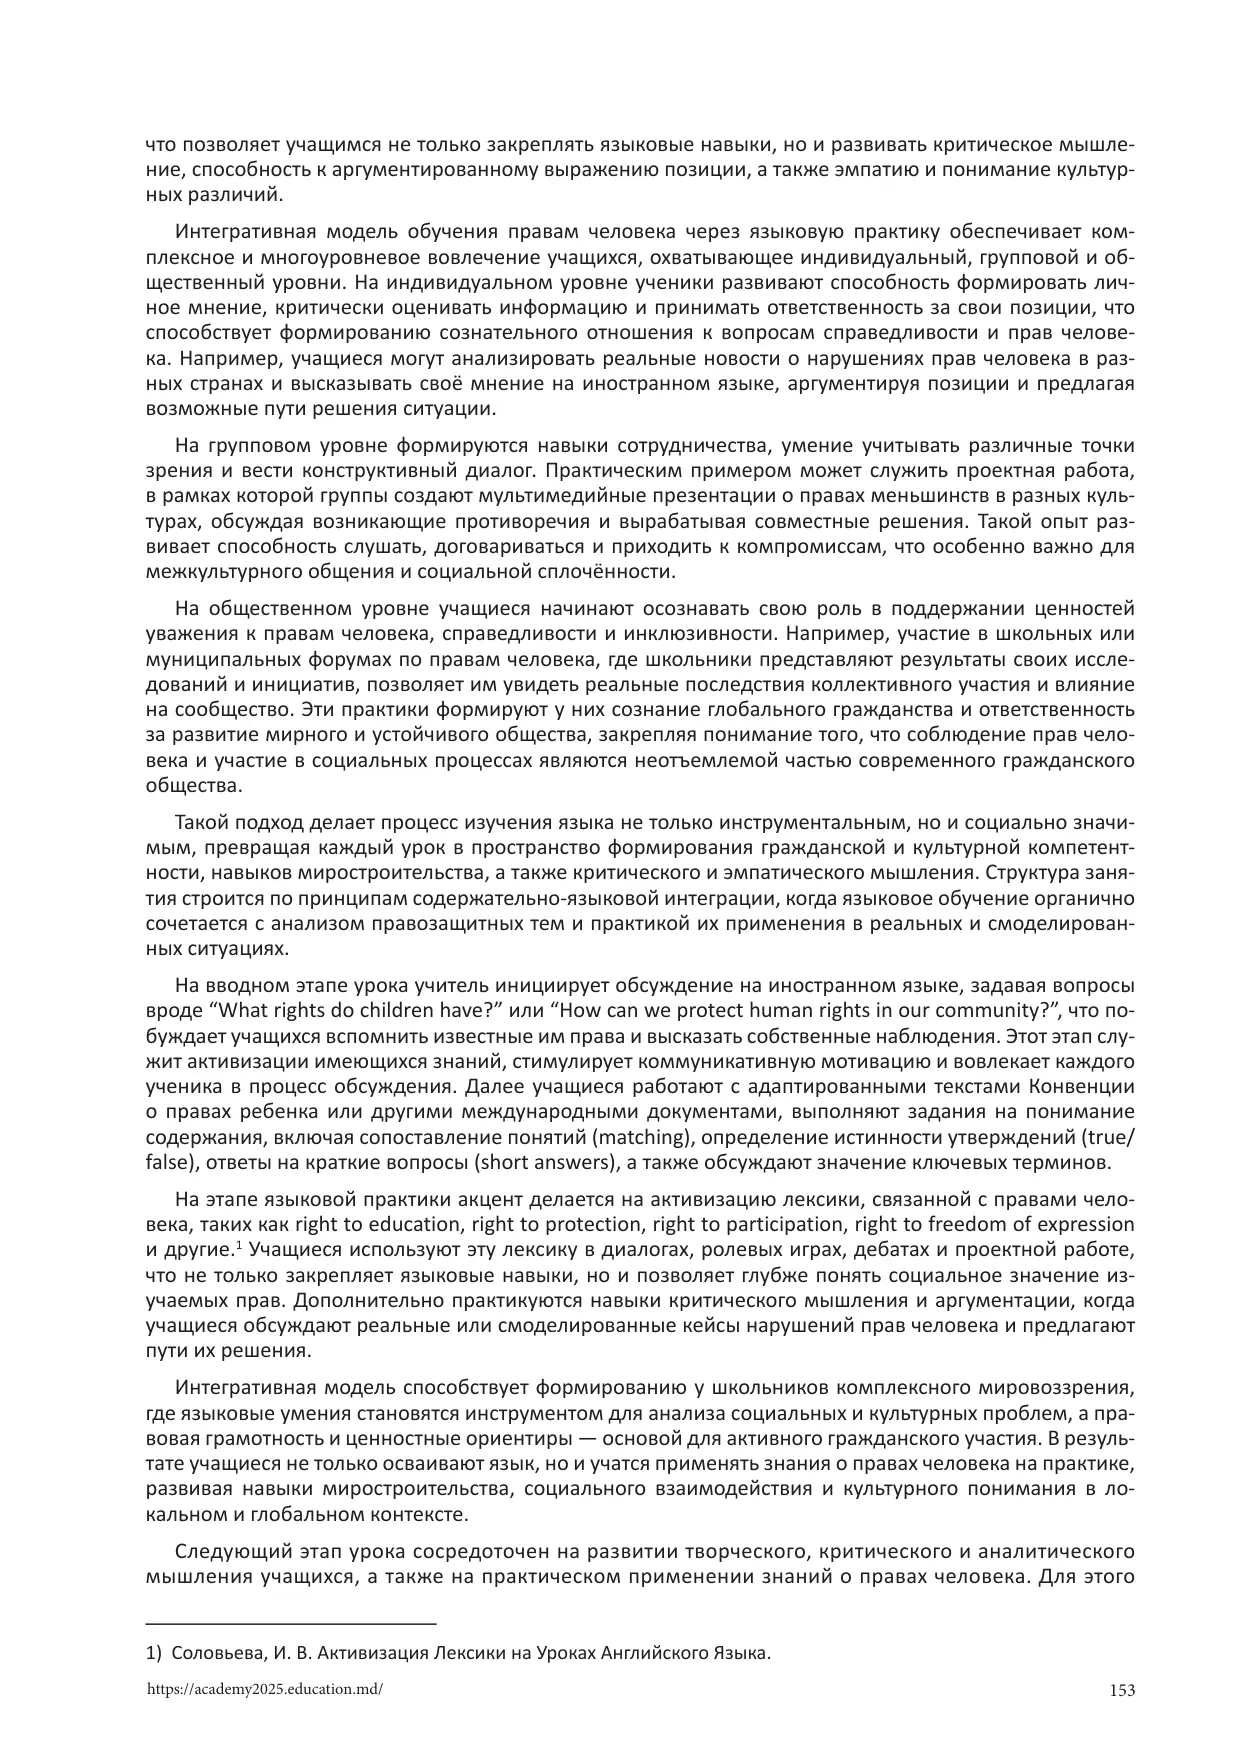 что позволяет учащимся не только закреплять языковые навыки, но и развивать критическое мышле-
ние, способность к аргументированному выражению позиции, а также эмпатию и понимание культур-
ных различий.
Интегративная модель обучения правам человека через языковую практику обеспечивает ком-
плексное и многоуровневое вовлечение учащихся, охватывающее индивидуальный, групповой и об-
щественный уровни. На индивидуальном уровне ученики развивают способность формировать лич-
ное мнение, критически оценивать информацию и принимать ответственность за свои позиции, что
способствует формированию сознательного отношения к вопросам справедливости и прав челове-
ка. Например, учащиеся могут анализировать реальные новости о нарушениях прав человека в раз-
ных странах и высказывать своё мнение на иностранном языке, аргументируя позиции и предлагая
возможные пути решения ситуации.
На групповом уровне формируются навыки сотрудничества, умение учитывать различные точки
зрения и вести конструктивный диалог. Практическим примером может служить проектная работа,
в рамках которой группы создают мультимедийные презентации о правах меньшинств в разных куль-
турах, обсуждая возникающие противоречия и вырабатывая совместные решения. Такой опыт раз-
вивает способность слушать, договариваться и приходить к компромиссам, что особенно важно для
межкультурного общения и социальной сплочённости.
На общественном уровне учащиеся начинают осознавать свою роль в поддержании ценностей
уважения к правам человека, справедливости и инклюзивности. Например, участие в школьных или
муниципальных форумах по правам человека, где школьники представляют результаты своих иссле-
дований и инициатив, позволяет им увидеть реальные последствия коллективного участия и влияние
на сообщество. Эти практики формируют у них сознание глобального гражданства и ответственность
за развитие мирного и устойчивого общества, закрепляя понимание того, что соблюдение прав чело-
века и участие в социальных процессах являются неотъемлемой частью современного гражданского
общества.
Такой подход делает процесс изучения языка не только инструментальным, но и социально значи-
мым, превращая каждый урок в пространство формирования гражданской и культурной компетент-
ности, навыков миростроительства, а также критического и эмпатического мышления. Структура заня-
тия строится по принципам содержательно-языковой интеграции, когда языковое обучение органично
сочетается с анализом правозащитных тем и практикой их применения в реальных и смоделирован-
ных ситуациях.
На вводном этапе урока учитель инициирует обсуждение на иностранном языке, задавая вопросы
вроде “What rights do children have?” или “How can we protect human rights in our community?”, что по-
буждает учащихся вспомнить известные им права и высказать собственные наблюдения. Этот этап слу-
жит активизации имеющихся знаний, стимулирует коммуникативную мотивацию и вовлекает каждого
ученика в процесс обсуждения. Далее учащиеся работают с адаптированными текстами Конвенции
о правах ребенка или другими международными документами, выполняют задания на понимание
содержания, включая сопоставление понятий (matching), определение истинности утверждений (true/
false), ответы на краткие вопросы (short answers), а также обсуждают значение ключевых терминов.
На этапе языковой практики акцент делается на активизацию лексики, связанной с правами чело-
века, таких как right to education, right to protection, right to participation, right to freedom of expression
и другие.1 Учащиеся используют эту лексику в диалогах, ролевых играх, дебатах и проектной работе,
что не только закрепляет языковые навыки, но и позволяет глубже понять социальное значение из-
учаемых прав. Дополнительно практикуются навыки критического мышления и аргументации, когда
учащиеся обсуждают реальные или смоделированные кейсы нарушений прав человека и предлагают
пути их решения.
Интегративная модель способствует формированию у школьников комплексного мировоззрения,
где языковые умения становятся инструментом для анализа социальных и культурных проблем, а пра-
вовая грамотность и ценностные ориентиры — основой для активного гражданского участия. В резуль-
тате учащиеся не только осваивают язык, но и учатся применять знания о правах человека на практике,
развивая навыки миростроительства, социального взаимодействия и культурного понимания в ло-
кальном и глобальном контексте.
Следующий этап урока сосредоточен на развитии творческого, критического и аналитического
мышления учащихся, а также на практическом применении знаний о правах человека. Для этого
1) Соловьева, И. В. Активизация Лексики на Уроках Английского Языка.
https://academy2025.education.md/
153